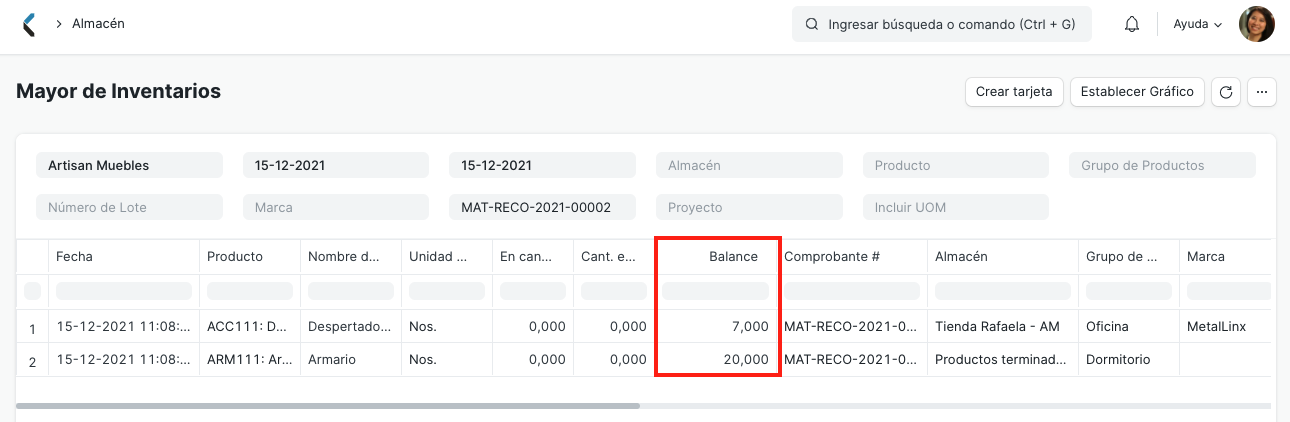 Almacén
Ingresar búsqueda o comando (Ctrl + G)
Ayuda
Mayor de Inventarios
Crear tarjeta
Establecer Gráfico
Artisan Muebles 15-12-2021 15-12-2021 Almacén Producto Grupo de Productos
Número de Lote Marca MAT-RECO-2021-00002 Proyecto Incluir UOM
Fecha Producto Nombre d... Unidad ... En can... Cant. e... Balance Comprobante # Almacén Grupo de ... Marca
1 15-12-2021 11:08:... ACC111: D... Despertado... Nos. 0,000 0,000 7,000 MAT-RECO-2021-0... Tienda Rafaela - AM Oficina MetalLinx
2 15-12-2021 11:08:... ARM111: Ar... Armario Nos. 0,000 0,000 20,000 MAT-RECO-2021-0... Productos terminad... Dormitorio